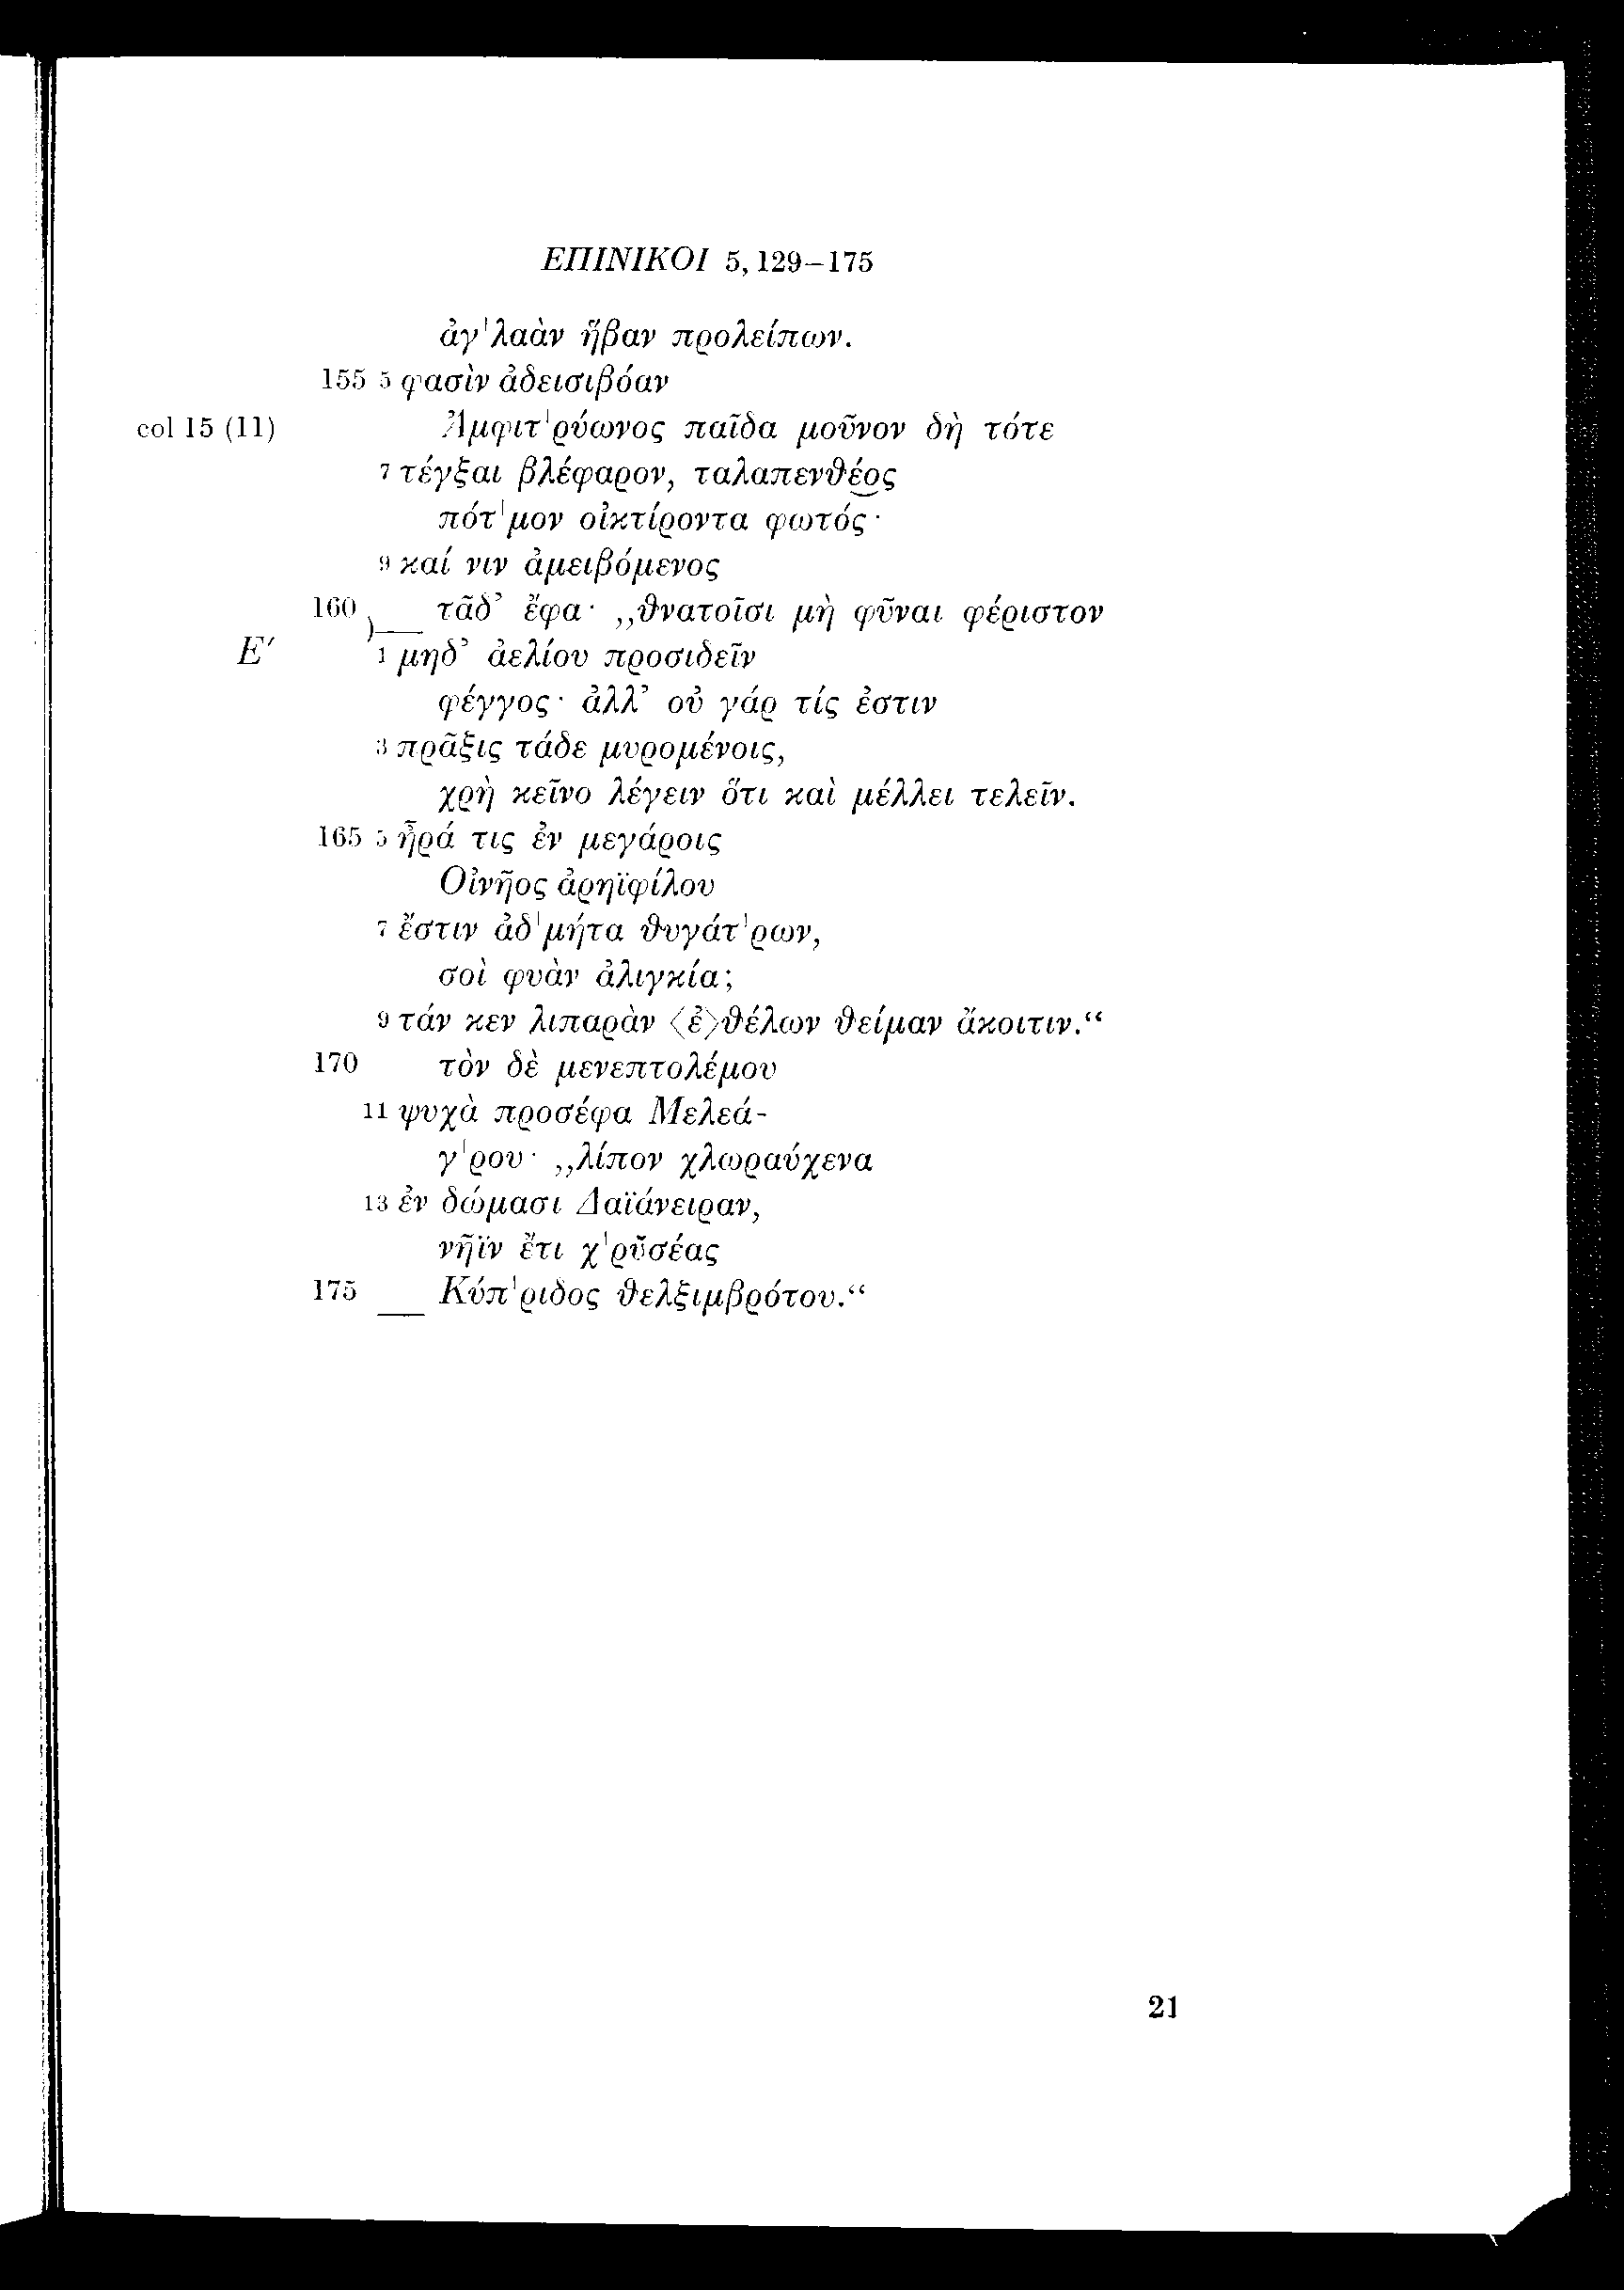 ΕΠΙΝΙΚΟΙ 5, 129–175
ἀγ'λαὰν ἥβαν προλείπων.
155 5 φασὶν ἀδεισιβόαν
col 15 (11) Ἀμφιτ'ρύωνος παῖδα μοῦνον δὴ τότε
7 τέγξαι βλέφαρον, ταλαπενθέος
πότ'μον οἰκτίροντα φωτός·
9 καί νιν ἀμειβόμενος
160 τᾶδ’ ἔφα· „θνατοῖσι μὴ φῦναι φέριστον
Ε′ 1 μηδ’ ἀελίου προσιδεῖν
φέγγος· ἀλλ’ οὐ γάρ τίς ἐστιν
3 πρᾶξις τάδε μυρομένοις,
χρὴ κεῖνο λέγειν ὅτι καὶ μέλλει τελεῖν.
165 5 ἦρά τις ἐν μεγάροις
Οἰνῆος ἀρηϊφίλου
7 ἔστιν ἀδ'μήτα θυγάτ'ρων,
σοὶ φυὰν ἀλιγκία;
9 τάν κεν λιπαρὰν ⟨ἐ⟩θέλων θείμαν ἄκοιτιν.“
170 τὸν δὲ μενεπτολέμου
11 ψυχὰ προσέφα Μελεά-
γ'ρου· „λίπον χλωραύχενα
13 ἐν δώμασι Δαϊάνειραν,
νῆϊν ἔτι χ'ρῡσέας
175 Κύπ'ριδος θελξιμβρότου.“
21